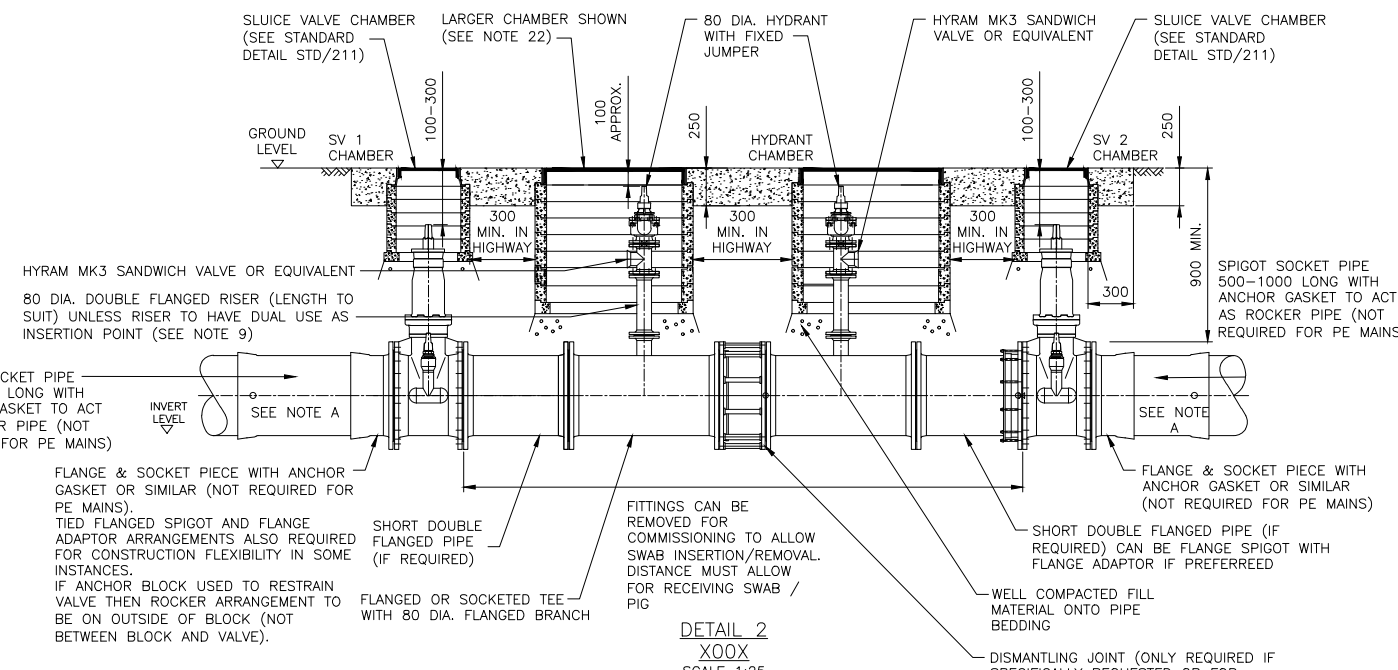 SLUICE VALVE CHAMBER
(SEE STANDARD
DETAIL STD/211)
LARGER CHAMBER SHOWN
(SEE NOTE 22)
80 DIA. HYDRANT
WITH FIXED
JUMPER
HYRAM MK3 SANDWICH
VALVE OR EQUIVALENT
SLUICE VALVE CHAMBER
(SEE STANDARD
DETAIL STD/211)
100-300
100
APPROX.
250
100-300
250
GROUND
LEVEL
SV 1
CHAMBER
HYDRANT
CHAMBER
SV 2
CHAMBER
300
MIN. IN
HIGHWAY
300
MIN. IN
HIGHWAY
300
MIN. IN
HIGHWAY
900 MIN.
300
HYRAM MK3 SANDWICH VALVE OR EQUIVALENT
80 DIA. DOUBLE FLANGED RISER (LENGTH TO
SUIT) UNLESS RISER TO HAVE DUAL USE AS
INSERTION POINT (SEE NOTE 9)
SPIGOT SOCKET PIPE
500-1000 LONG WITH
ANCHOR GASKET TO ACT
AS ROCKER PIPE (NOT
REQUIRED FOR PE MAINS
CKET PIPE
LONG WITH
ASKET TO ACT
R PIPE (NOT
FOR PE MAINS)
INVERT
LEVEL
SEE NOTE A
SEE NOTE
A
FLANGE & SOCKET PIECE WITH ANCHOR
GASKET OR SIMILAR (NOT REQUIRED FOR
PE MAINS).
TIED FLANGED SPIGOT AND FLANGE
ADAPTOR ARRANGEMENTS ALSO REQUIRED
FOR CONSTRUCTION FLEXIBILITY IN SOME
INSTANCES.
IF ANCHOR BLOCK USED TO RESTRAIN
VALVE THEN ROCKER ARRANGEMENT TO
BE ON OUTSIDE OF BLOCK (NOT
BETWEEN BLOCK AND VALVE).
SHORT DOUBLE
FLANGED PIPE
(IF REQUIRED)
FLANGED OR SOCKETED TEE
WITH 80 DIA. FLANGED BRANCH
FITTINGS CAN BE
REMOVED FOR
COMMISSIONING TO ALLOW
SWAB INSERTION/REMOVAL.
DISTANCE MUST ALLOW
FOR RECEIVING SWAB /
PIG
FLANGE & SOCKET PIECE WITH
ANCHOR GASKET OR SIMILAR
(NOT REQUIRED FOR PE MAINS)
SHORT DOUBLE FLANGED PIPE (IF
REQUIRED) CAN BE FLANGE SPIGOT WITH
FLANGE ADAPTOR IF PREFERREED
WELL COMPACTED FILL
MATERIAL ONTO PIPE
BEDDING
DETAIL 2
X00X
SCALE 1:25
DISMANTLING JOINT (ONLY REQUIRED IF
SPECIFICALLY REQUESTED OR FOR